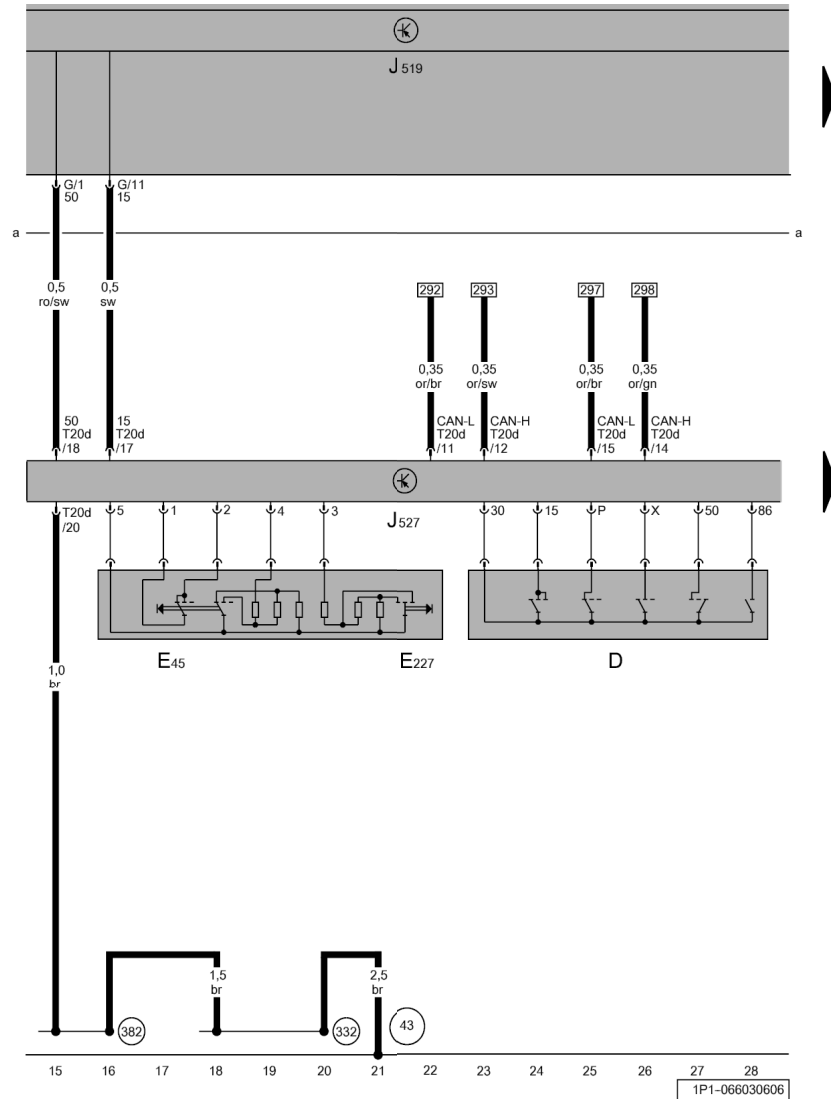 J 519
G/1
50
G/11
15
a
a
0,5
ro/sw
0,5
sw
292
293
297
298
0,35
or/br
0,35
or/sw
0,35
or/br
0,35
or/gn
50
T20d
/18
15
T20d
/17
CAN-L
T20d
/11
CAN-H
T20d
/12
CAN-L
T20d
/15
CAN-H
T20d
/14
T20d
/20
5
1
2
4
3
J527
30
15
P
X
50
86
E45
E227
D
1,0
br
1,5
br
2,5
br
382
332
43
15 16 17 18 19 20 21 22 23 24 25 26 27 28
1P1-066030606